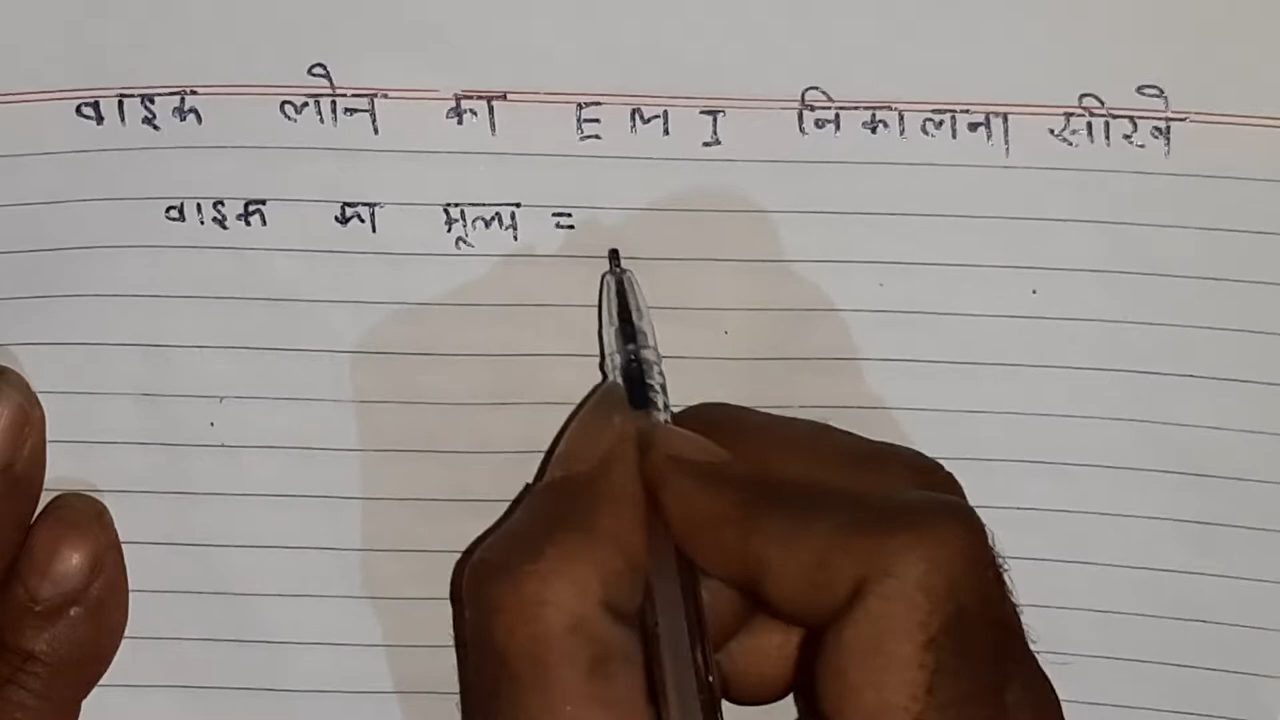 वाइक लोन का EMI निकालना सीखे
वाइक का मूल्य =